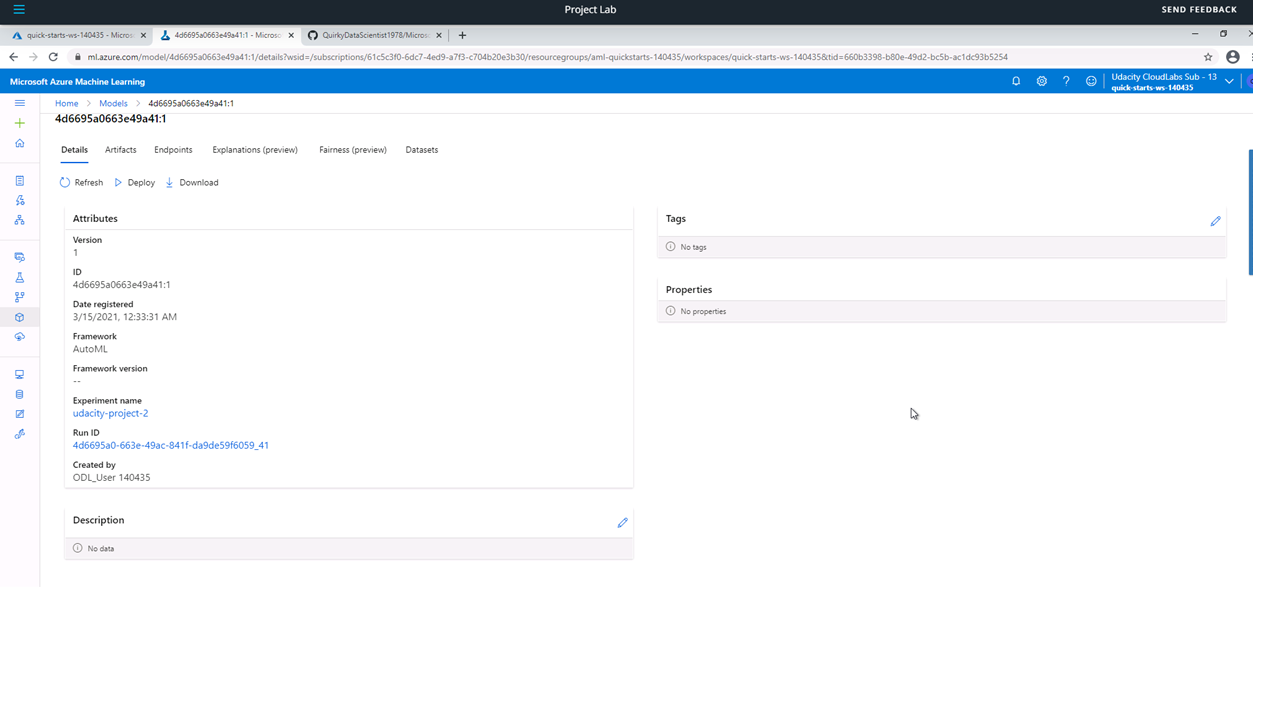 Project Lab
SEND FEEDBACK
quick-starts-ws-140435 - Micros
4d6695a0663e49a41:1 - Microso
QuirkyDataScientist1978/Microsc
ml.azure.com/model/4d6695a0663e49a41:1/details?wsid=/subscriptions/61c5c3f0-6dc7-4ed9-a7f3-c704b20e3b30/resourcegroups/aml-quickstarts-140435/workspaces/quick-starts-ws-140435&tid=660b3398-b80e-49d2-bc5b-ac1dc93b5254
Microsoft Azure Machine Learning
Udacity CloudLabs Sub - 13
quick-starts-ws-140435
Home > Models > 4d6695a0663e49a41:1
4d6695a0663e49a41:1
Details Artifacts Endpoints Explanations (preview) Fairness (preview) Datasets
Refresh Deploy Download
Attributes
Version
1
ID
4d6695a0663e49a41:1
Date registered
3/15/2021, 12:33:31 AM
Framework
AutoML
Framework version
--
Experiment name
udacity-project-2
Run ID
4d6695a0-663e-49ac-841f-da9de59f6059_41
Created by
ODL_User 140435
Description
No data
Tags
No tags
Properties
No properties